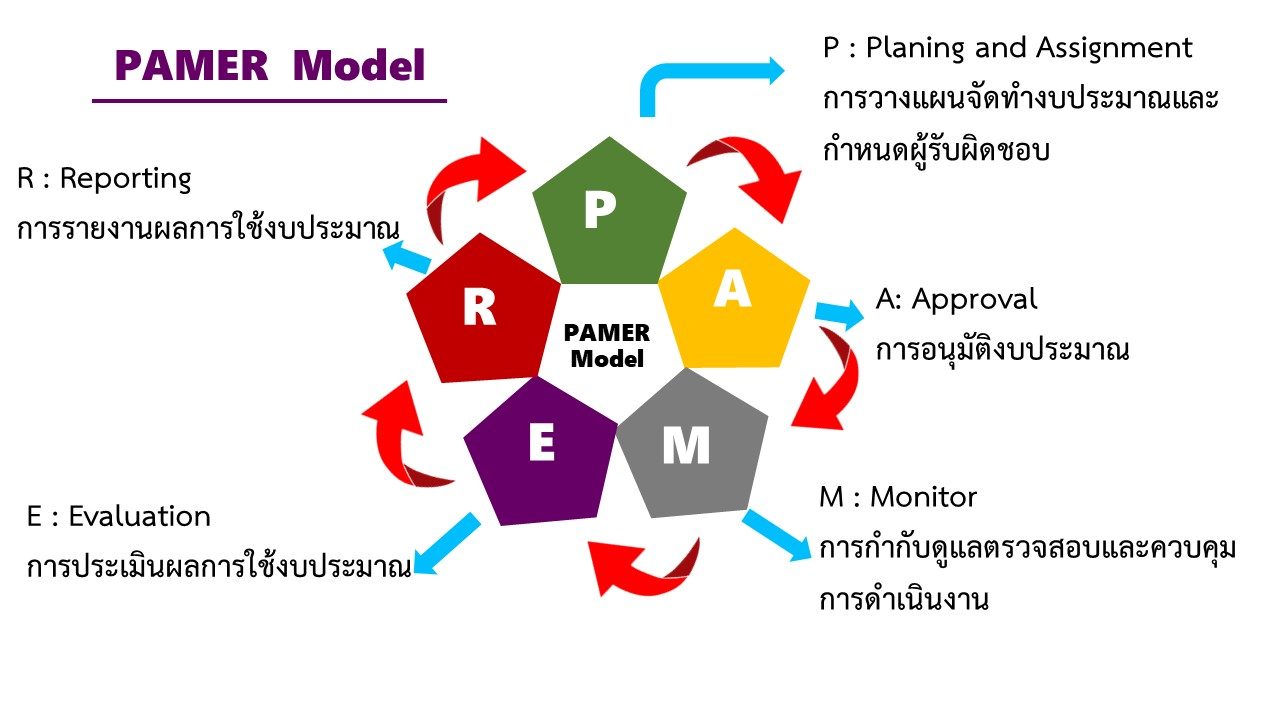 PAMER Model
P : Planing and Assignment
การวางแผนจัดทำงบประมาณและ
กำหนดผู้รับผิดชอบ
R : Reporting
การรายงานผลการใช้งบประมาณ
P
R
A
PAMER
Model
A: Approval
การอนุมัติงบประมาณ
E
M
M : Monitor
การกำกับดูแลตรวจสอบและควบคุม
การดำเนินงาน
E : Evaluation
การประเมินผลการใช้งบประมาณ